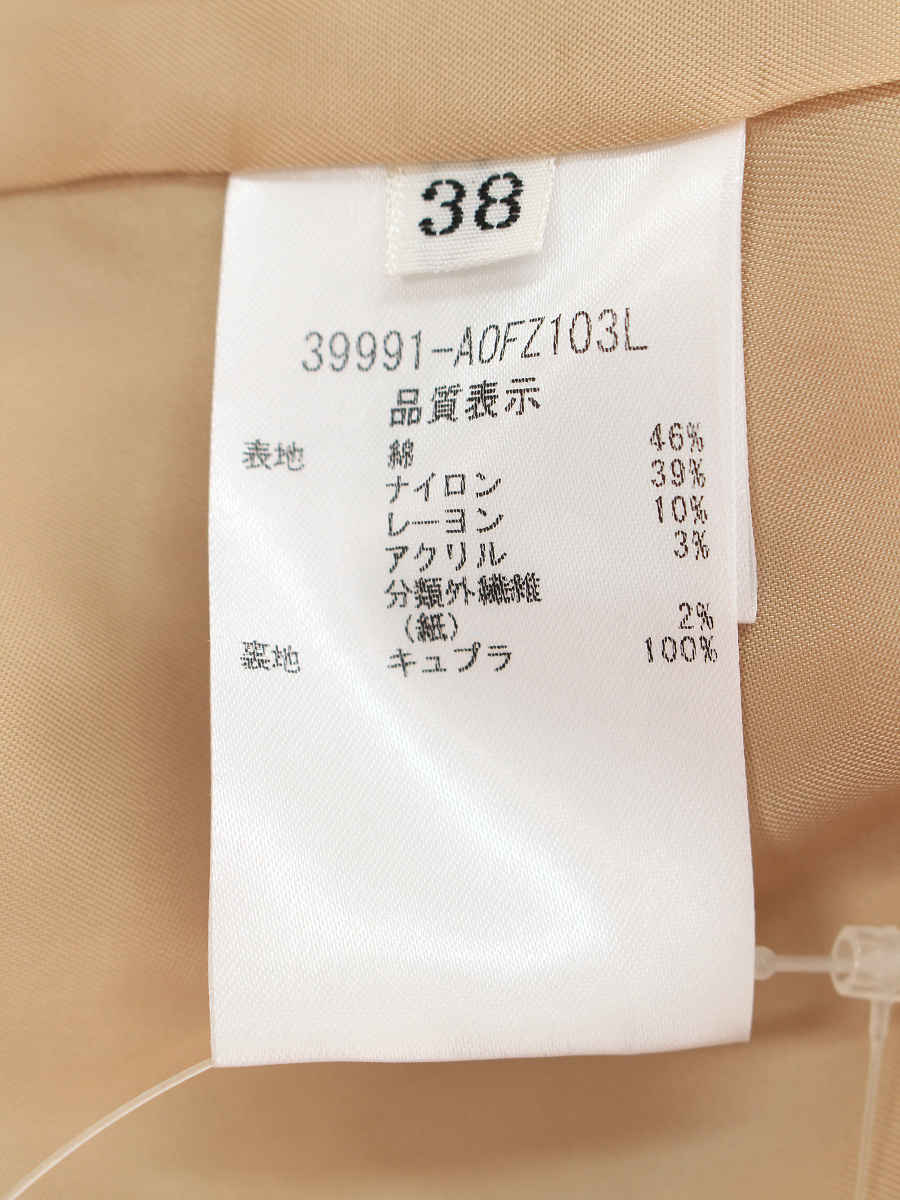 38
39991-A0FZ103L
品質表示
表地 綿 46%
ナイロン 39%
レーヨン 10%
アクリル 3%
分類外繊維
(紙) 2%
裏地 キュプラ 100%